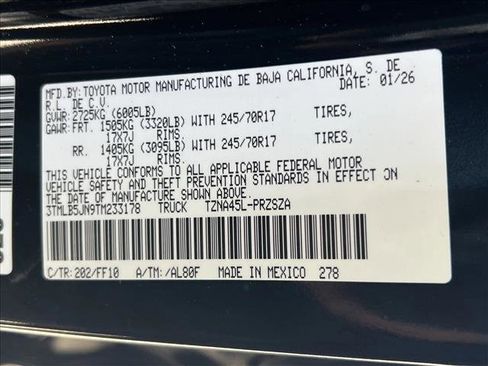 MFD.BY:TOYOTA MOTOR MANUFACTURING DE BAJA CALIFORNIA, S. DE
R.L. DE C.V. DATE: 01/26
GVWR: 2725KG (6005LB)
GAWR:FRT. 1505KG (3320LB) WITH 245/70R17 TIRES,
17X7J RIMS.
RR. 1405KG (3095LB) WITH 245/70R17 TIRES,
17X7J RIMS.
THIS VEHICLE CONFORMS TO ALL APPLICABLE FEDERAL MOTOR
VEHICLE SAFETY AND THEFT PREVENTION STANDARDS IN EFFECT ON
THE DATE OF MANUFACTURE SHOWN ABOVE.
3TMLB5JN9TM233178 TRUCK TZNA45L-PRZSZA
C/TR:202/FF10 A/TM:/AL80F MADE IN MEXICO 278